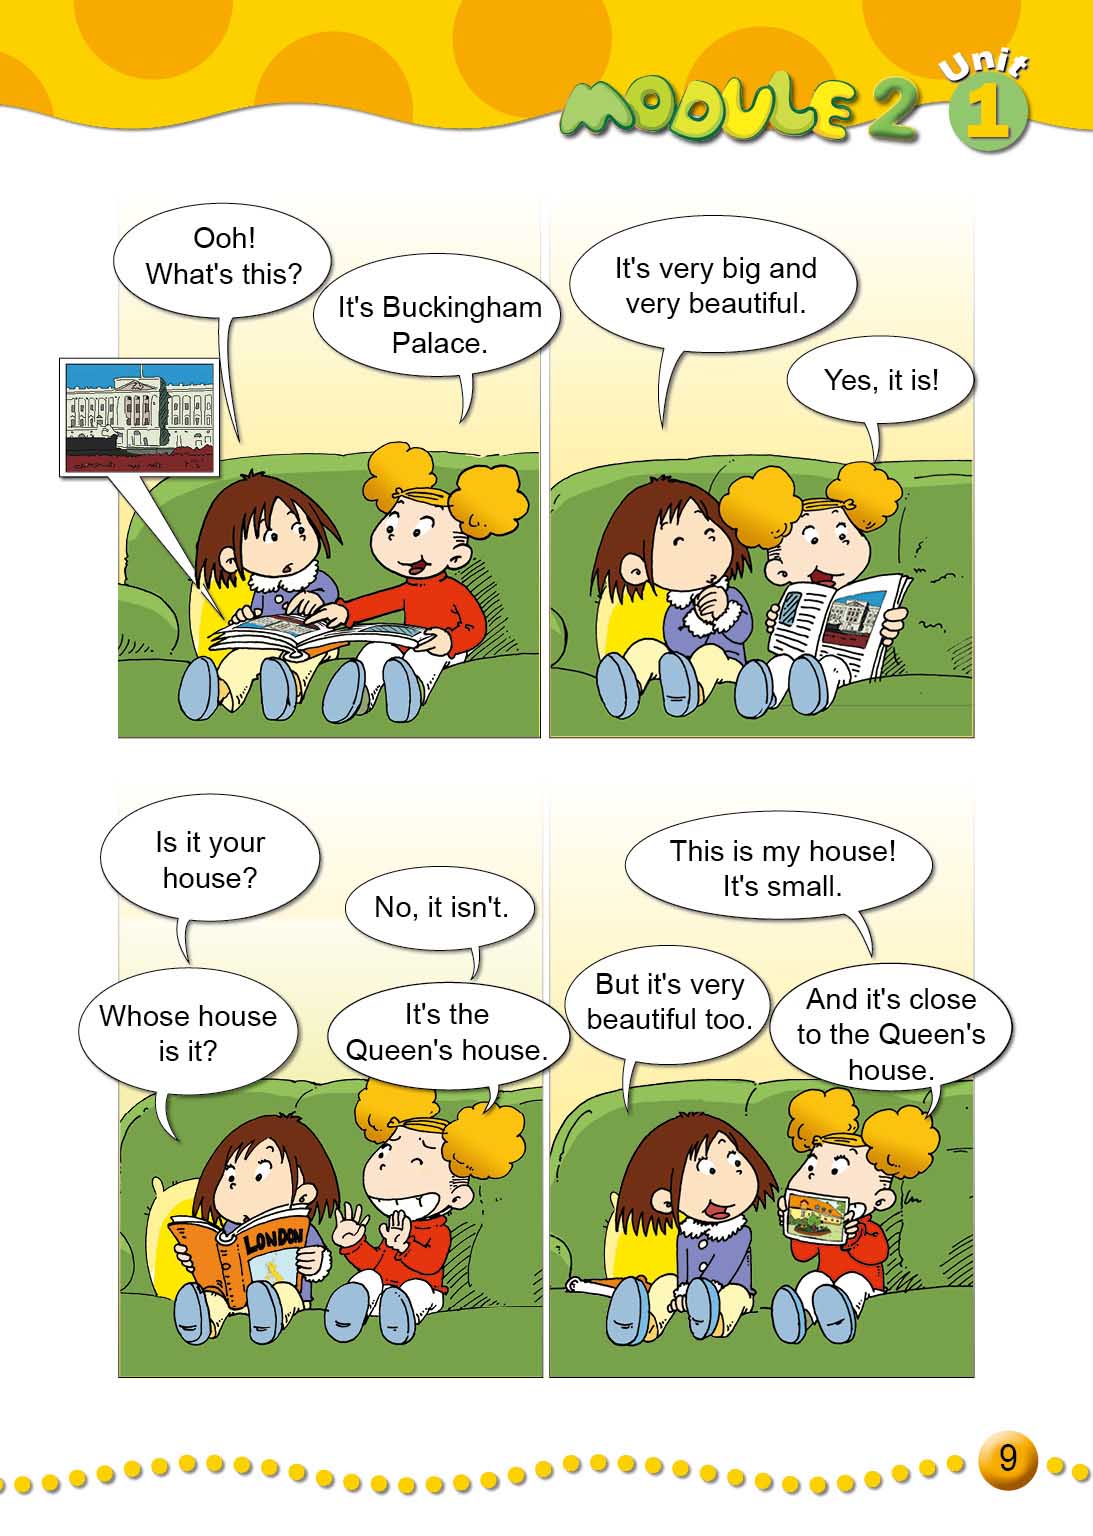 MODULE 2
Unit
1
Ooh!
What's this?
It's Buckingham
Palace.
It's very big and
very beautiful.
Yes, it is!
Is it your
house?
No, it isn't.
Whose house
is it?
It's the
Queen's house.
LONDON
This is my house!
It's small.
But it's very
beautiful too.
And it's close
to the Queen's
house.
9